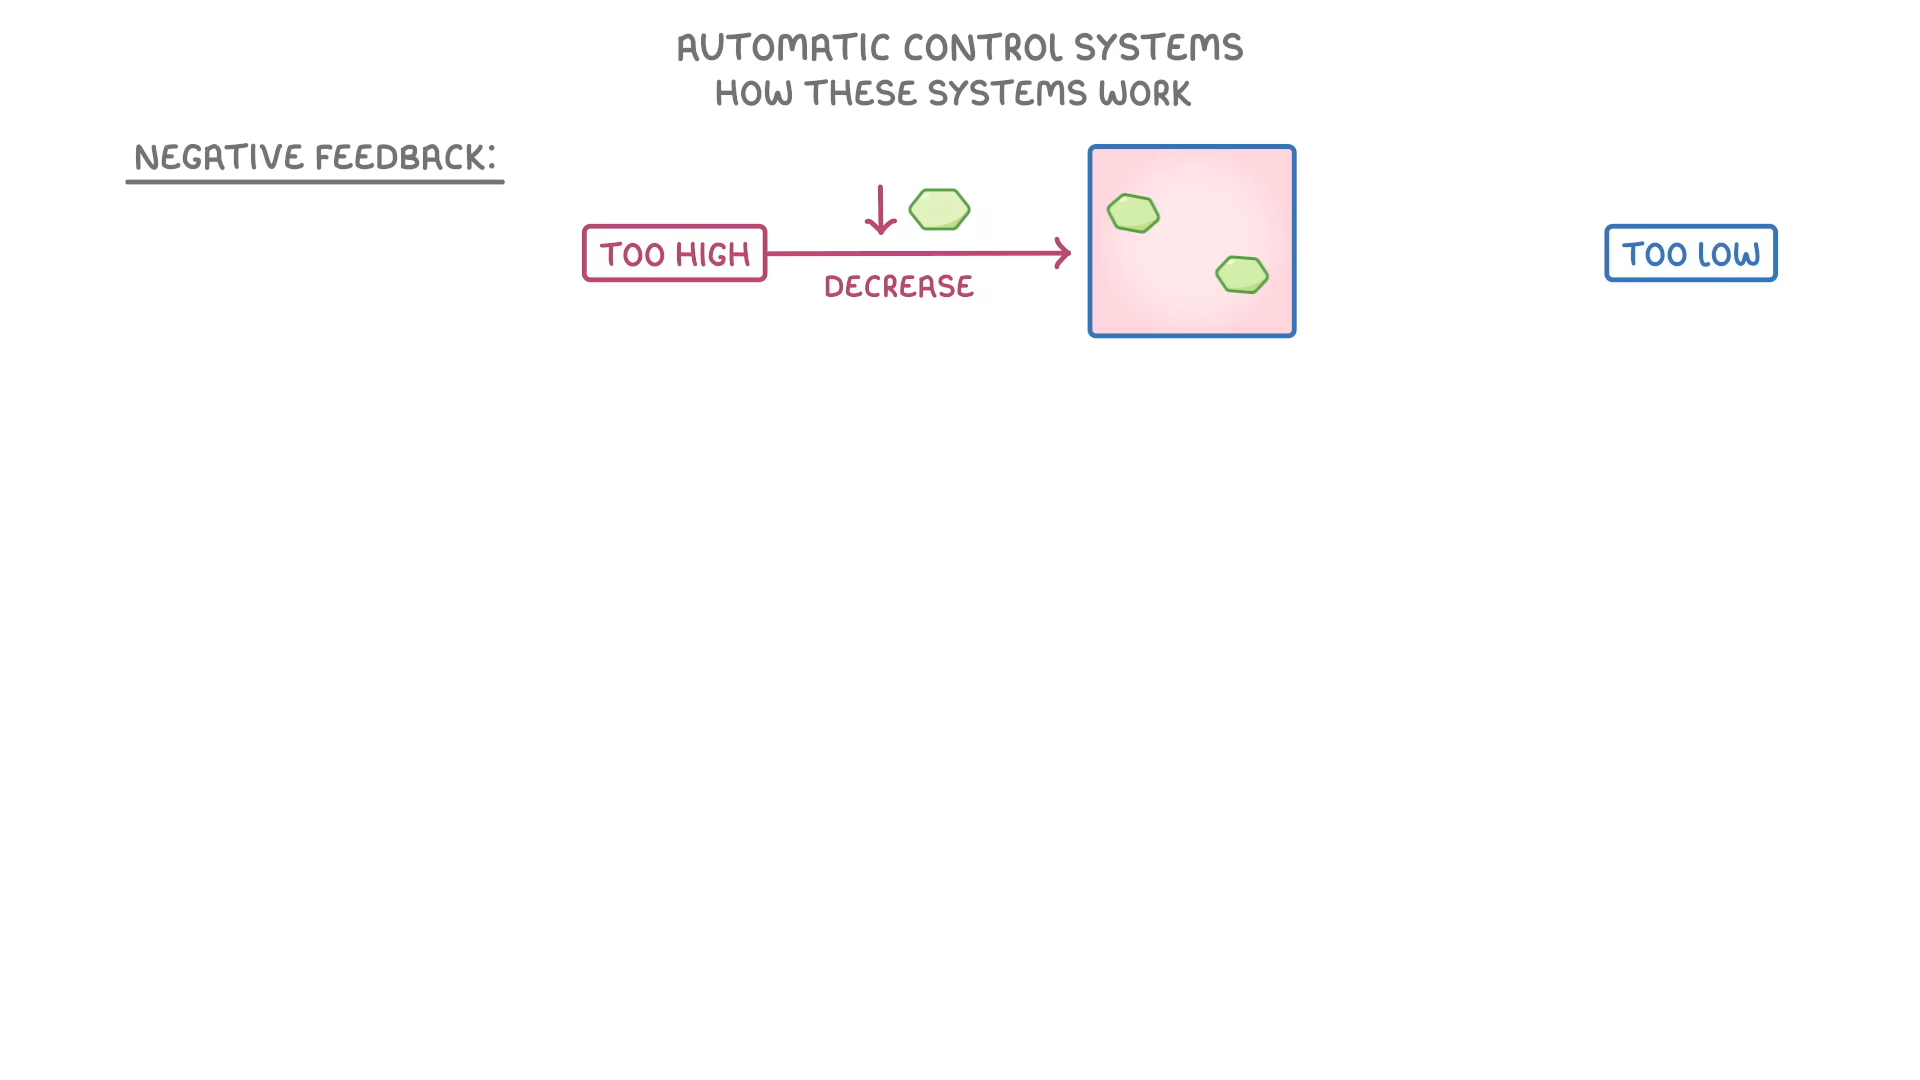 AUTOMATIC CONTROL SYSTEMS
HOW THESE SYSTEMS WORK
NEGATIVE FEEDBACK:
TOO HIGH
DECREASE
TOO LOW